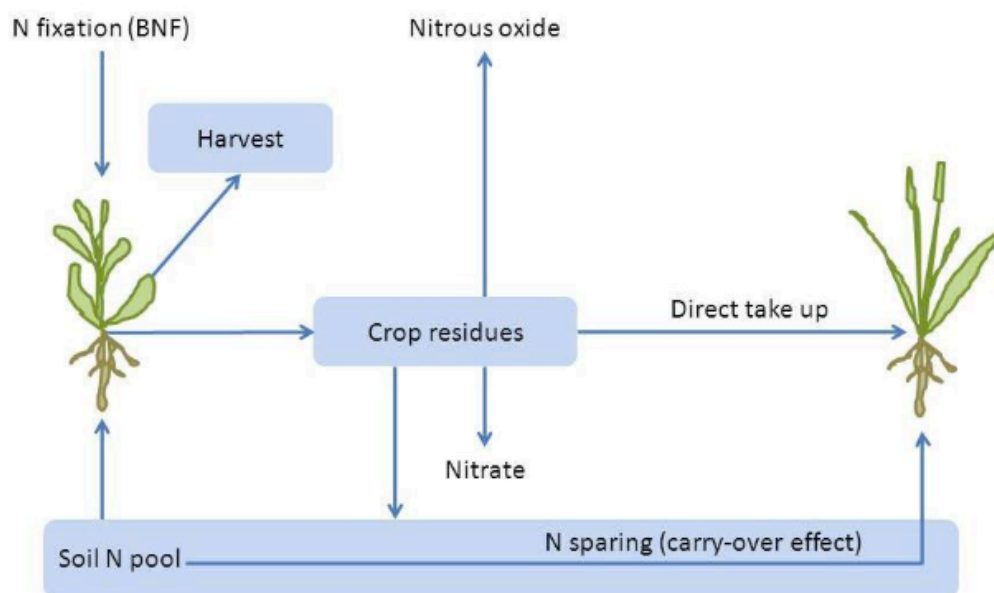 N fixation (BNF)
Nitrous oxide
Harvest
Crop residues
Direct take up
Nitrate
N sparing (carry-over effect)
Soil N pool